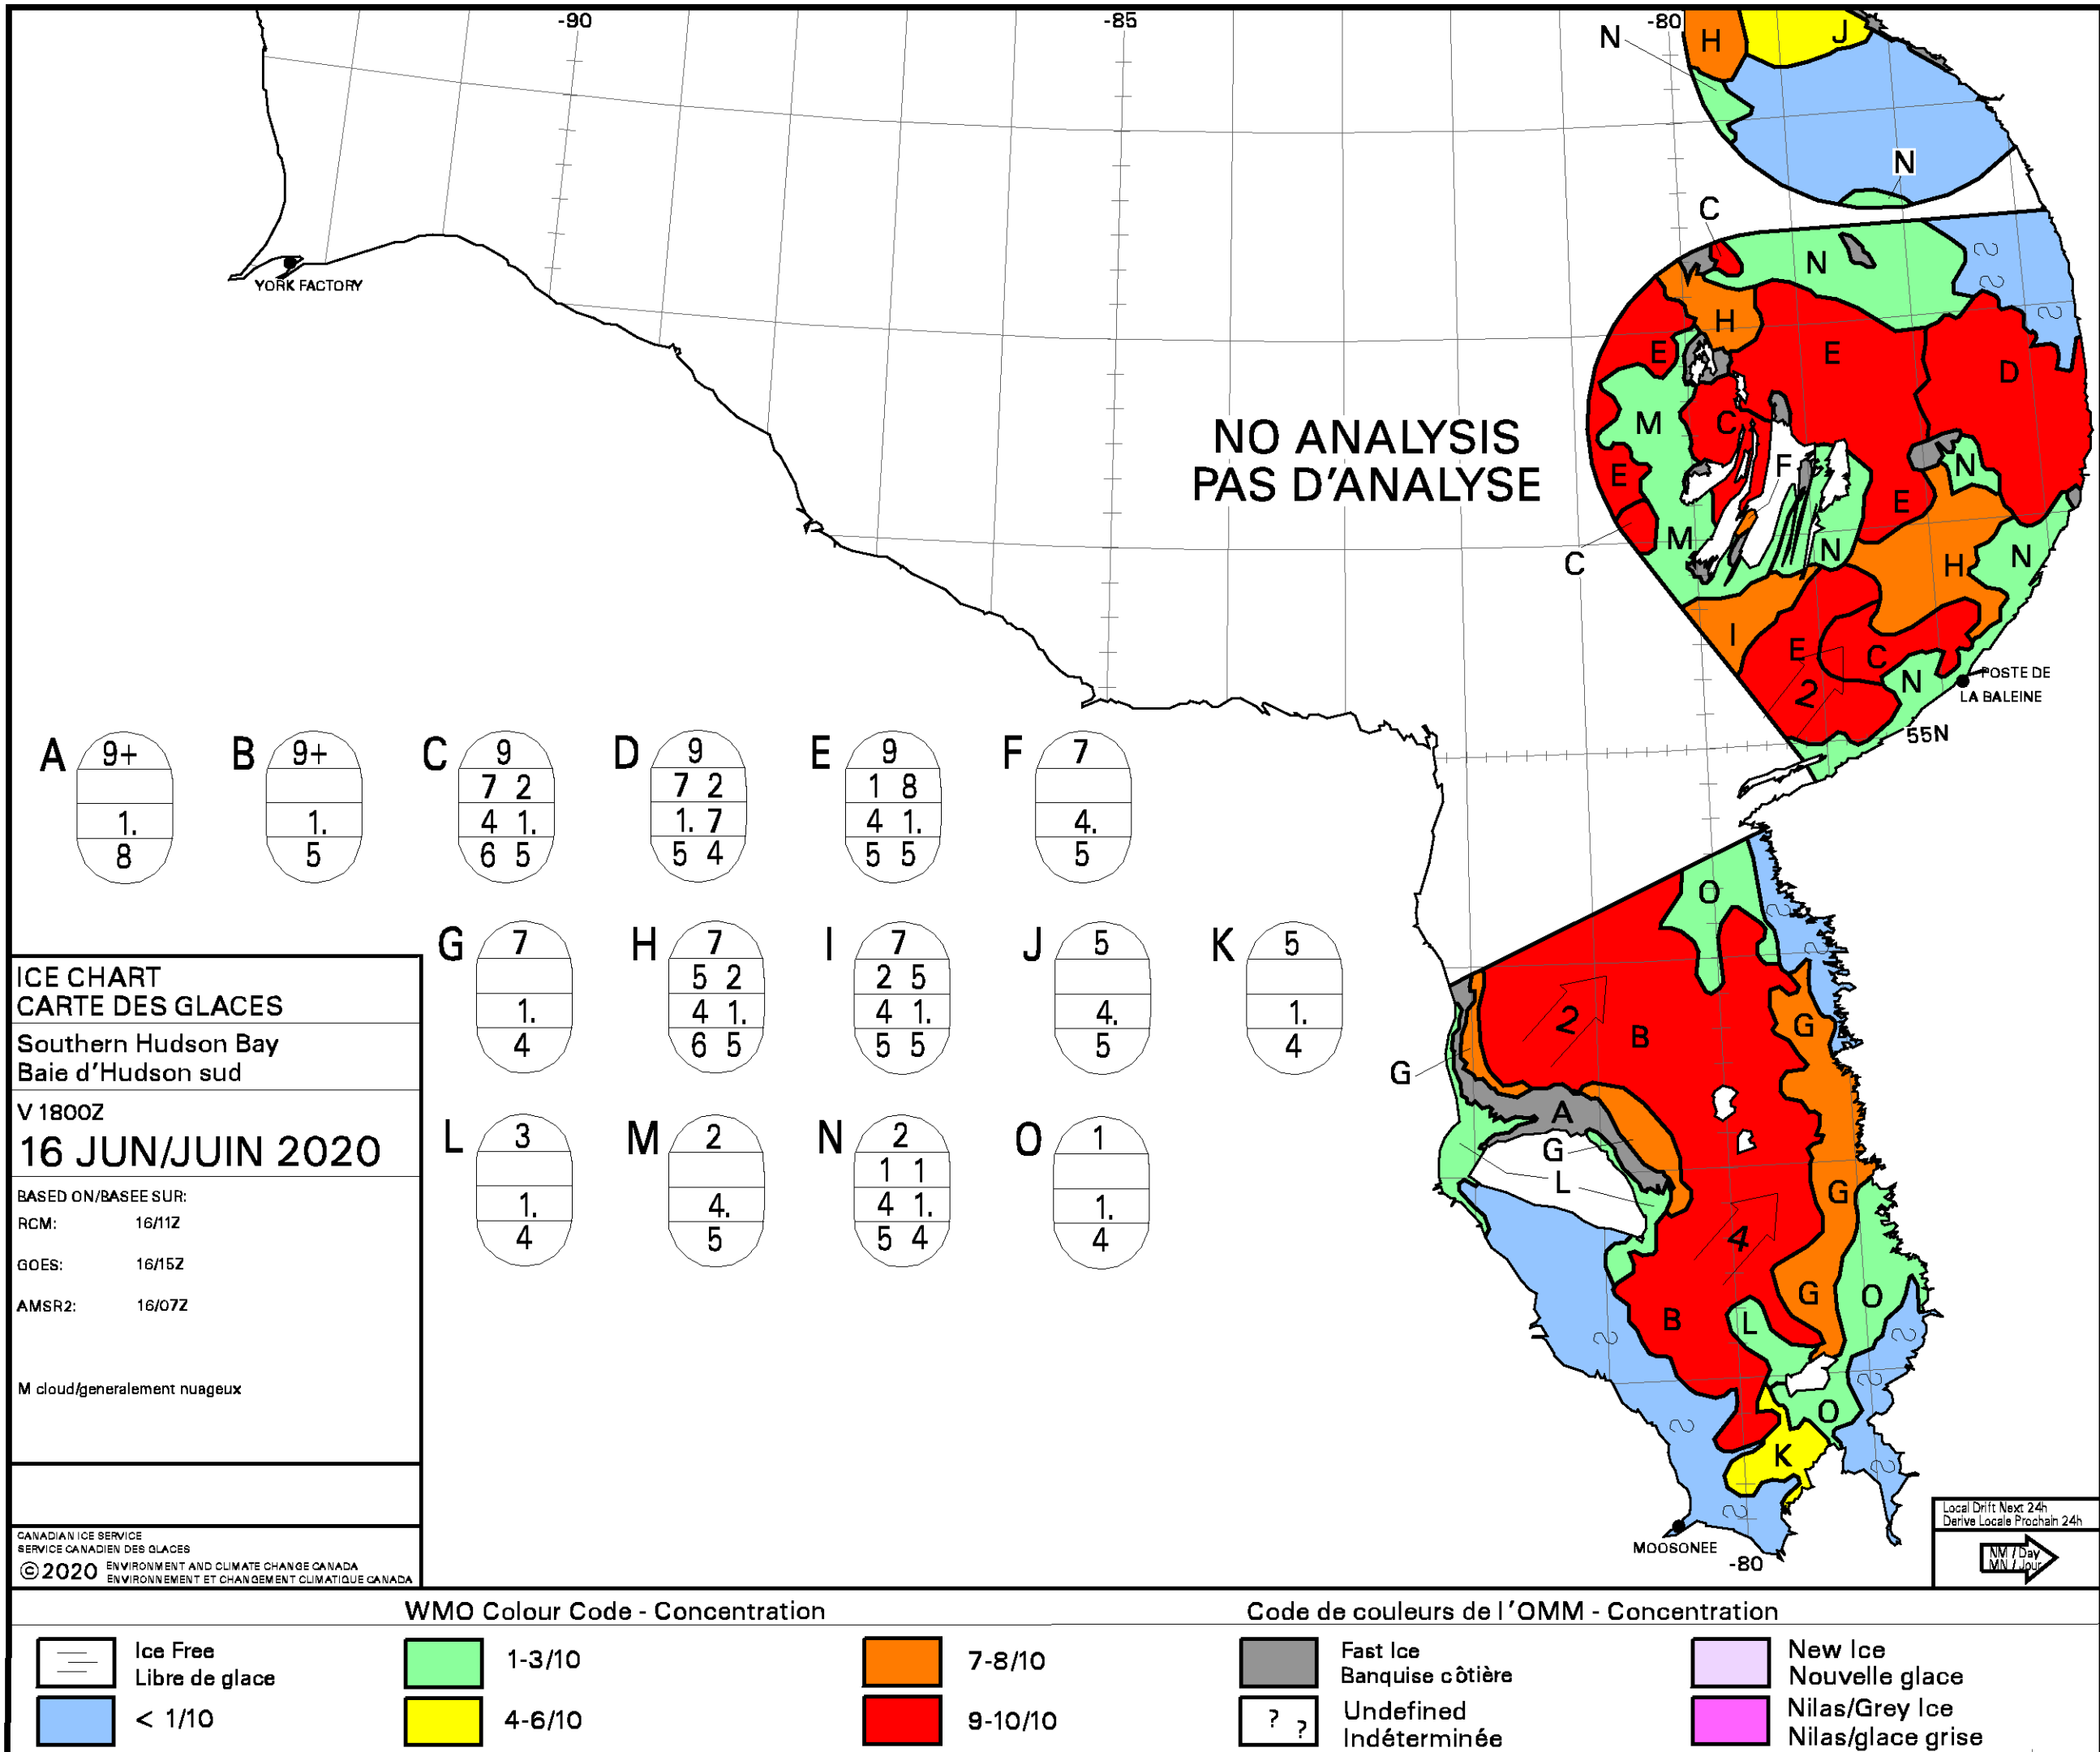 -90
-85
-80
N
H
J
N
C
N
YORK FACTORY
H
E
E
D
M
C
NO ANALYSIS
PAS D'ANALYSE
E
F
N
E
M
N
H
N
C
I
E
C
2
N
POSTE DE
LA BALEINE
55N
A
9+
1.
8
B
9+
1.
5
C
9
7 2
4 1.
6 5
D
9
7 2
1. 7
5 4
E
9
1 8
4 1.
5 5
F
7
4.
5
G
7
1.
4
H
7
5 2
4 1.
6 5
I
7
2 5
4 1.
5 5
J
5
4.
5
K
5
1.
4
L
3
1.
4
M
2
4.
5
N
2
1 1
4 1.
5 4
O
1
1.
4
O
2
B
G
G
A
G
L
G
4
B
L
G
O
O
K
MOOSONEE
-80
ICE CHART
CARTE DES GLACES
Southern Hudson Bay
Baie d'Hudson sud
V 1800Z
16 JUN/JUIN 2020
BASED ON/BASEE SUR:
RCM: 16/11Z
GOES: 16/15Z
AMSR2: 16/07Z
M cloud/generalement nuageux
CANADIAN ICE SERVICE
SERVICE CANADIEN DES GLACES
© 2020 ENVIRONMENT AND CLIMATE CHANGE CANADA
ENVIRONNEMENT ET CHANGEMENT CLIMATIQUE CANADA
Local Drift Next 24h
Derive Locale Prochain 24h
NM / Day
MN / Jour
WMO Colour Code - Concentration
Code de couleurs de l'OMM - Concentration
Ice Free
Libre de glace
< 1/10
1-3/10
4-6/10
7-8/10
9-10/10
Fast Ice
Banquise côtière
? ?
Undefined
Indéterminée
New Ice
Nouvelle glace
Nilas/Grey Ice
Nilas/glace grise